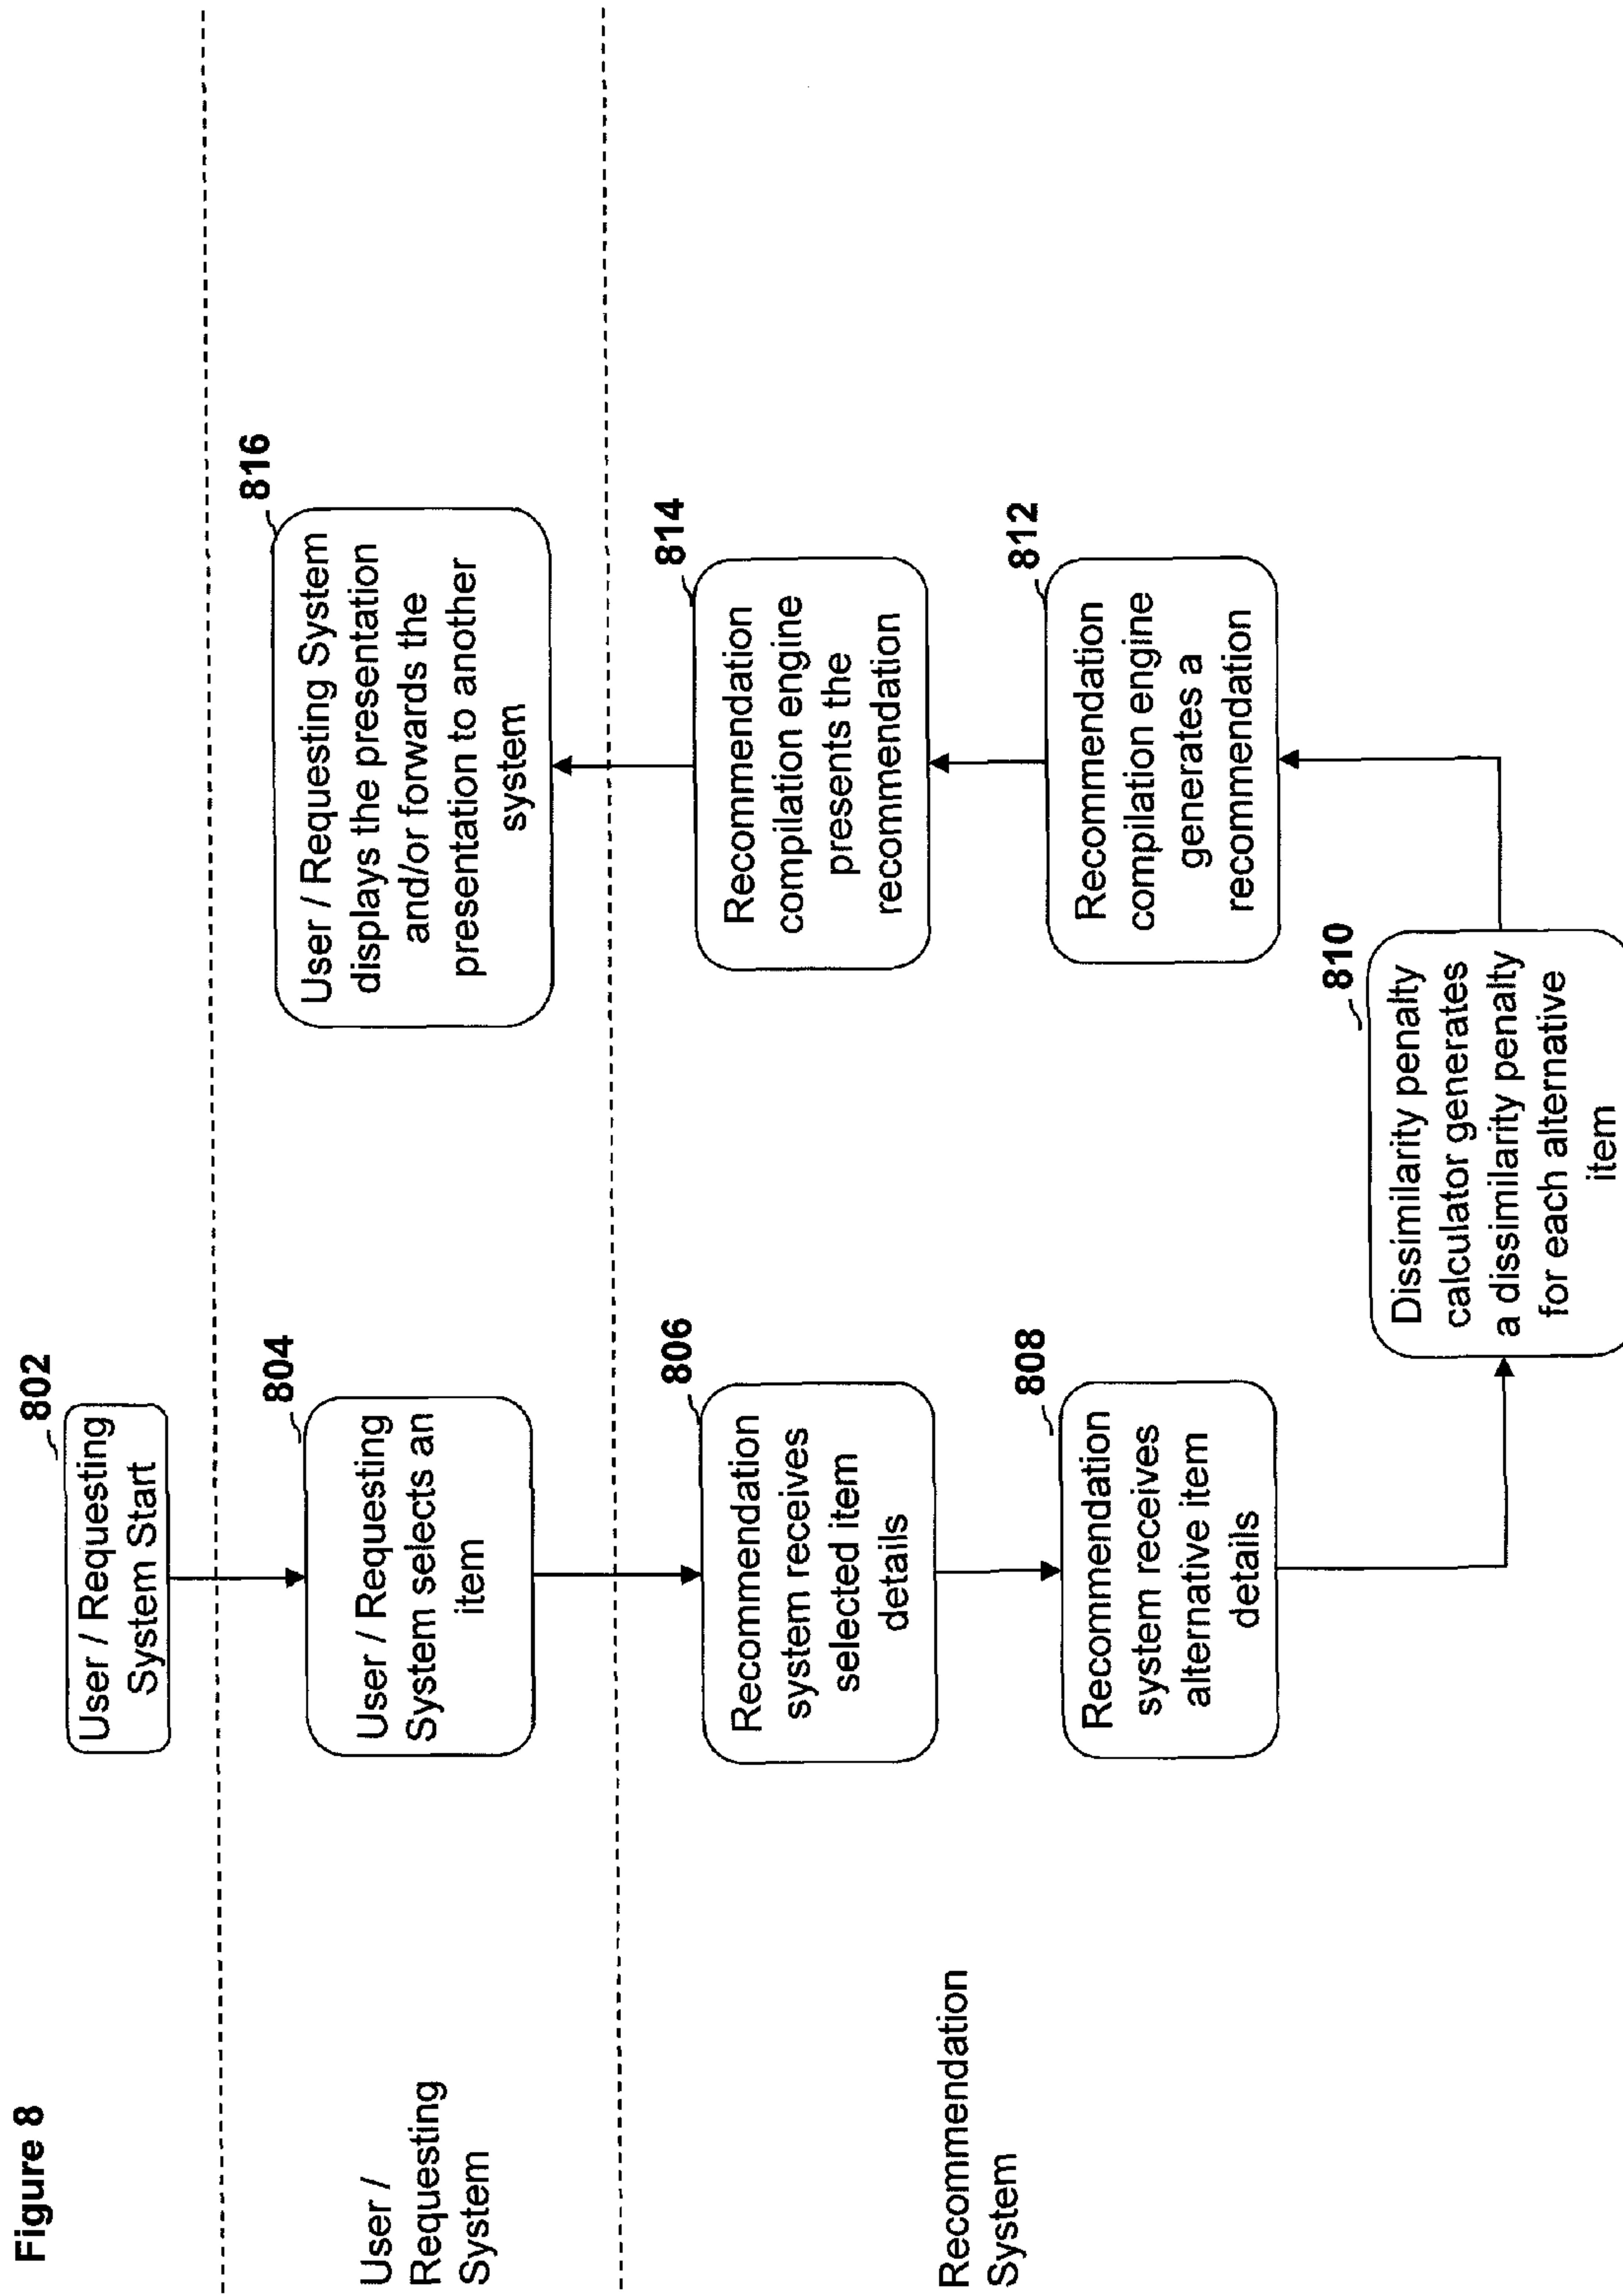 Figure 8
802
User / Requesting
System Start
User /
Requesting
System
804
User / Requesting
System selects an
item
816
User / Requesting System
displays the presentation
and/or forwards the
presentation to another
system
Recommendation
System
806
Recommendation
system receives
selected item
details
808
Recommendation
system receives
alternative item
details
810
Dissimilarity penalty
calculator generates
a dissimilarity penalty
for each alternative
item
812
Recommendation
compilation engine
generates a
recommendation
814
Recommendation
compilation engine
presents the
recommendation